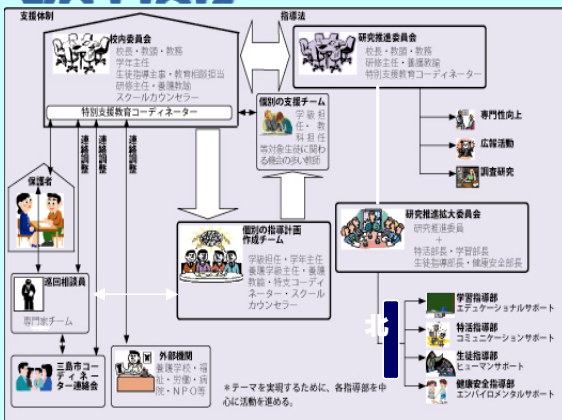 支援体制
指導法
校内委員会
校長・教頭・教務
学年主任
生徒指導主事・教育相談担当
研修主任・養護教諭
スクールカウンセラー
特別支援教育コーディネーター
研究推進委員会
校長・教頭・教務
研修主任・養護教諭
特別支援教育コーディネーター
個別の支援チーム
学級担
任・教
科担任
等対象生徒に関わ
る機会の多い教師
専門性向上
広報活動
調査研究
連絡調整
連絡調整
連絡調整
保護者
個別の指導計画
作成チーム
学級担任・学年主任
養護学級主任・養護
教諭・特支コーディ
ネーター・スクール
カウンセラー
研究推進拡大委員会
研究推進委員
+
特活部長・学習部長
生徒指導部長・健康安全部長
巡回相談員
専門家チーム
三島市コー
ディネー
ター連絡会
外部機関
養護学校・福
祉・労働・病
院・NPO等
北
学習指導部
エデュケーショナルサポート
特活指導部
コミュニケーションサポート
生徒指導部
ヒューマンサポート
健康安全指導部
エンバイロメンタルサポート
*テーマを実現するために、各指導部を中
心に活動を進める。